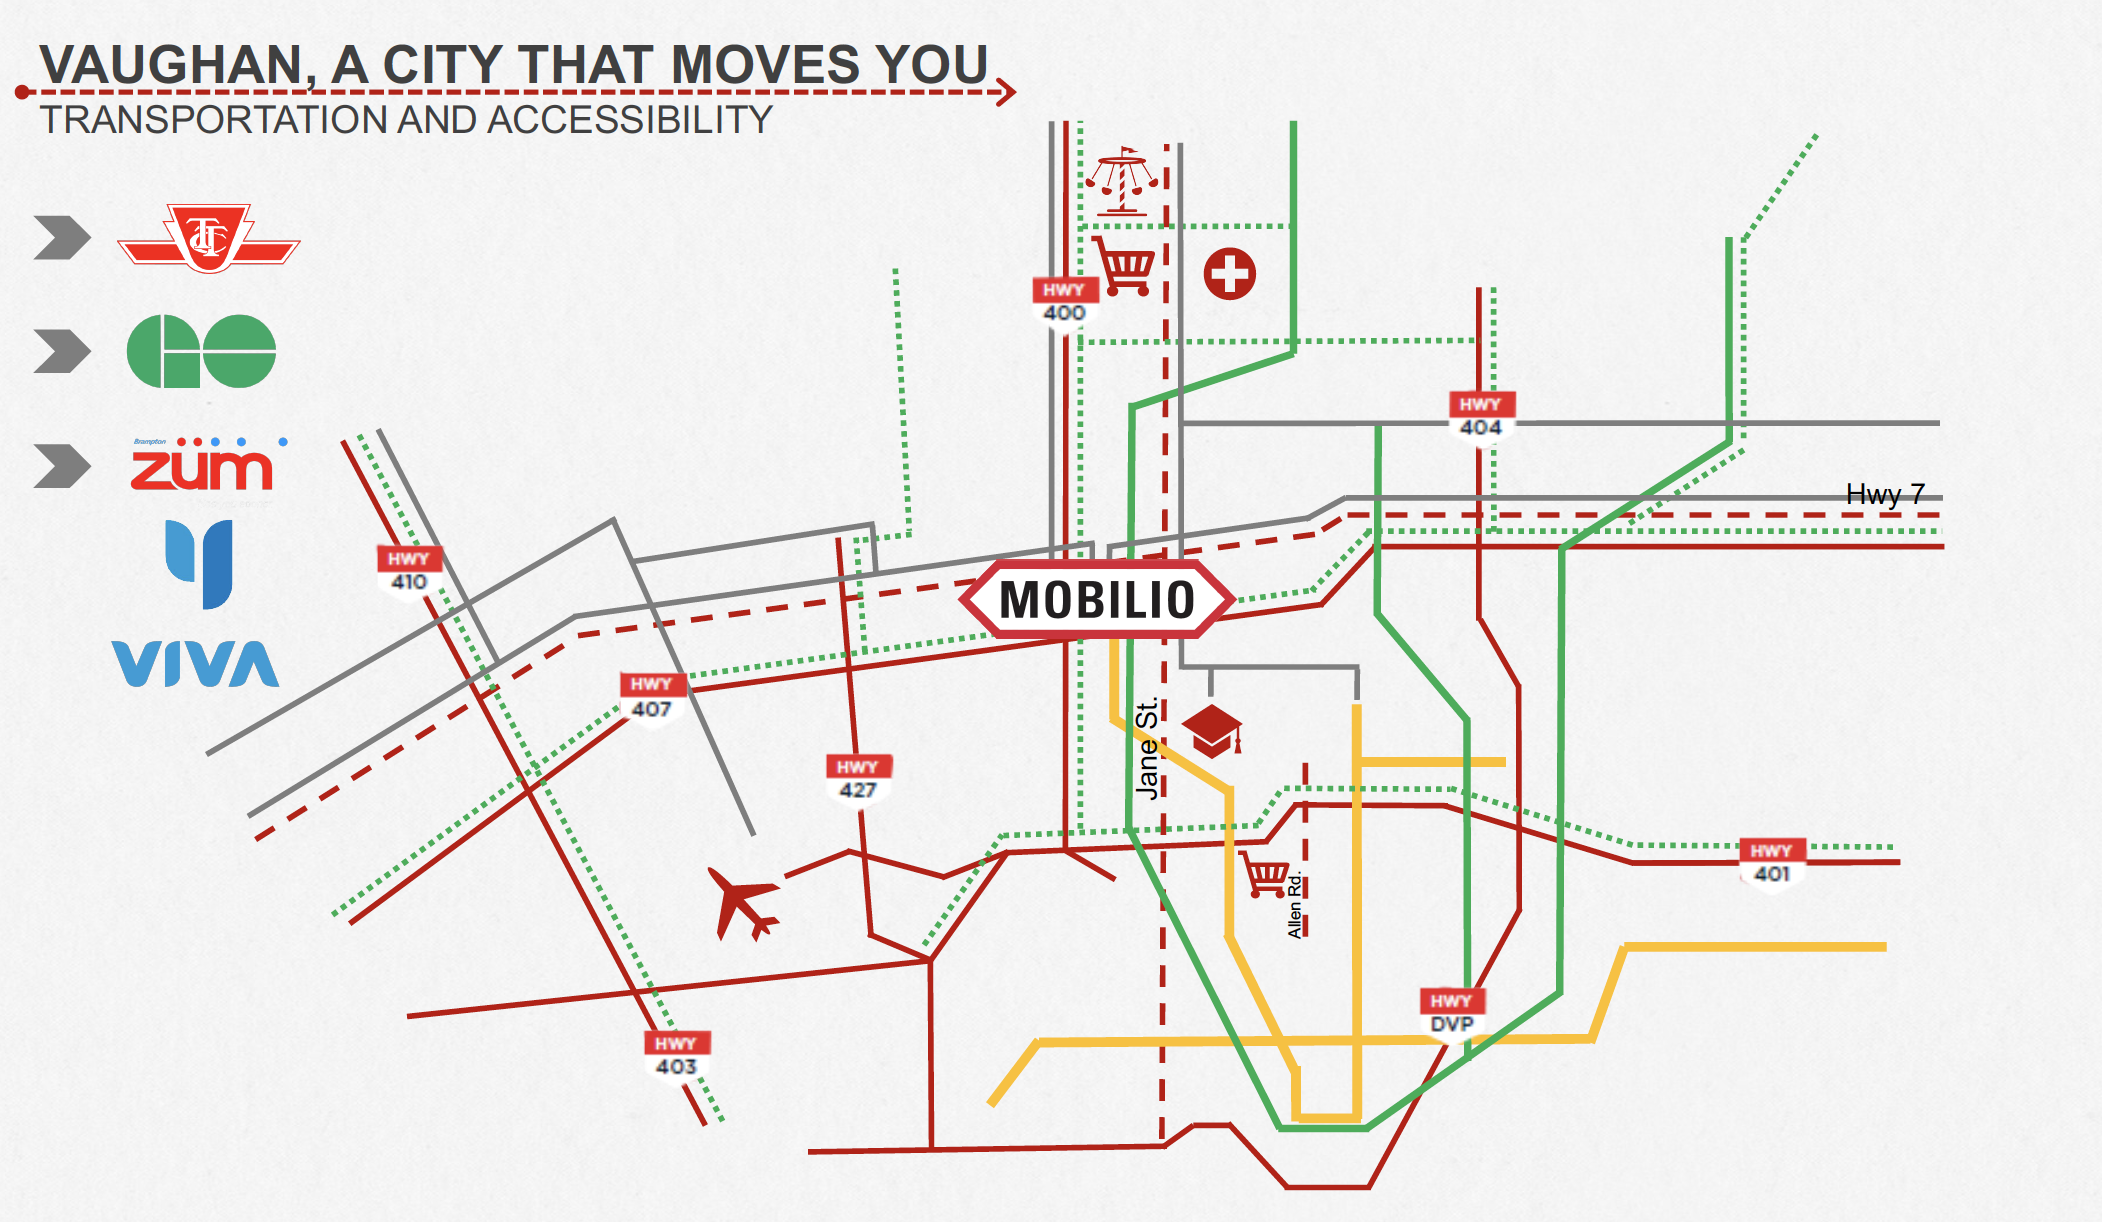 VAUGHAN, A CITY THAT MOVES YOU
TRANSPORTATION AND ACCESSIBILITY
TTC
GO
Brampton
züm
VIVA
HWY
400
HWY
404
Hwy 7
HWY
410
MOBILIO
HWY
407
Jane St.
HWY
427
HWY
401
Allen Rd.
HWY
DVP
HWY
403